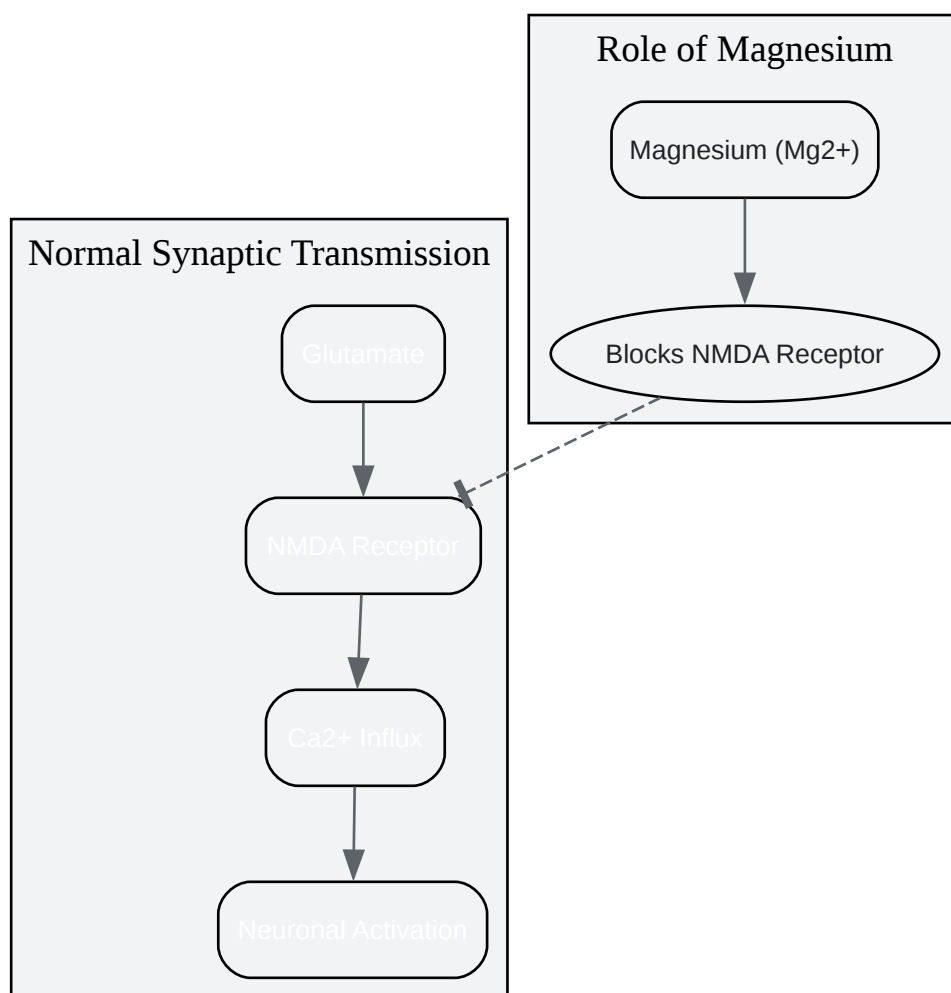 Role of Magnesium
Magnesium (Mg2+)
Blocks NMDA Receptor
Normal Synaptic Transmission
Glutamate
NMDA Receptor
Ca2+ Influx
Neuronal Activation